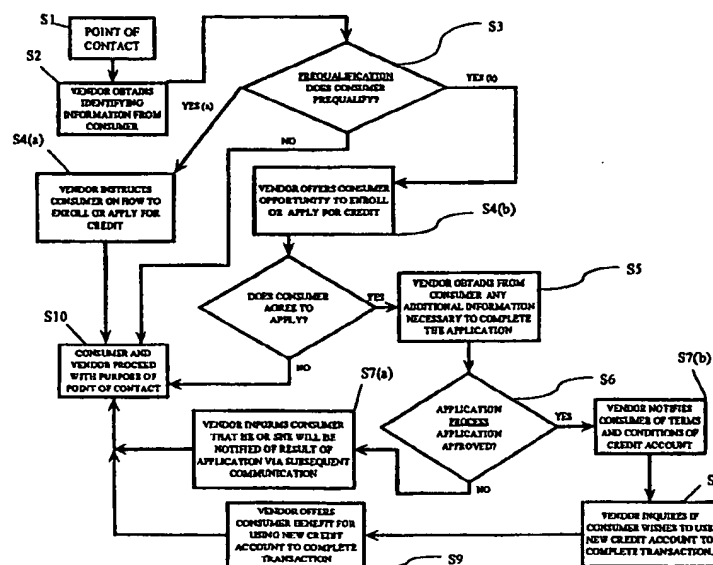 S1
POINT OF
CONTACT
S2
VENDOR OBTAINS
IDENTIFYING
INFORMATION FROM
CONSUMER
S3
PREQUALIFICATION
DOES CONSUMER
PREQUALIFY?
YES (a)
YES (b)
NO
S4(a)
VENDOR INSTRUCTS
CONSUMER ON HOW TO
ENROLL OR APPLY FOR
CREDIT
VENDOR OFFERS CONSUMER
OPPORTUNITY TO ENROLL
OR APPLY FOR CREDIT
S4(b)
DOES CONSUMER
AGREE TO
APPLY?
YES
NO
S5
VENDOR OBTAINS FROM
CONSUMER ANY
ADDITIONAL INFORMATION
NECESSARY TO COMPLETE
THE APPLICATION
S10
CONSUMER AND
VENDOR PROCEED
WITH PURPOSE OF
POINT OF CONTACT
S6
APPLICATION
PROCESS
APPLICATION
APPROVED?
YES
NO
S7(a)
VENDOR INFORMS CONSUMER
THAT HE OR SHE WILL BE
NOTIFIED OF RESULT OF
APPLICATION VIA SUBSEQUENT
COMMUNICATION
S7(b)
VENDOR NOTIFIES
CONSUMER OF TERMS
AND CONDITIONS OF
CREDIT ACCOUNT
S
VENDOR INQUIRES IF
CONSUMER WISHES TO USE
NEW CREDIT ACCOUNT TO
COMPLETE TRANSACTION.
VENDOR OFFERS
CONSUMER BENEFIT FOR
USING NEW CREDIT
ACCOUNT TO COMPLETE
TRANSACTION
S9